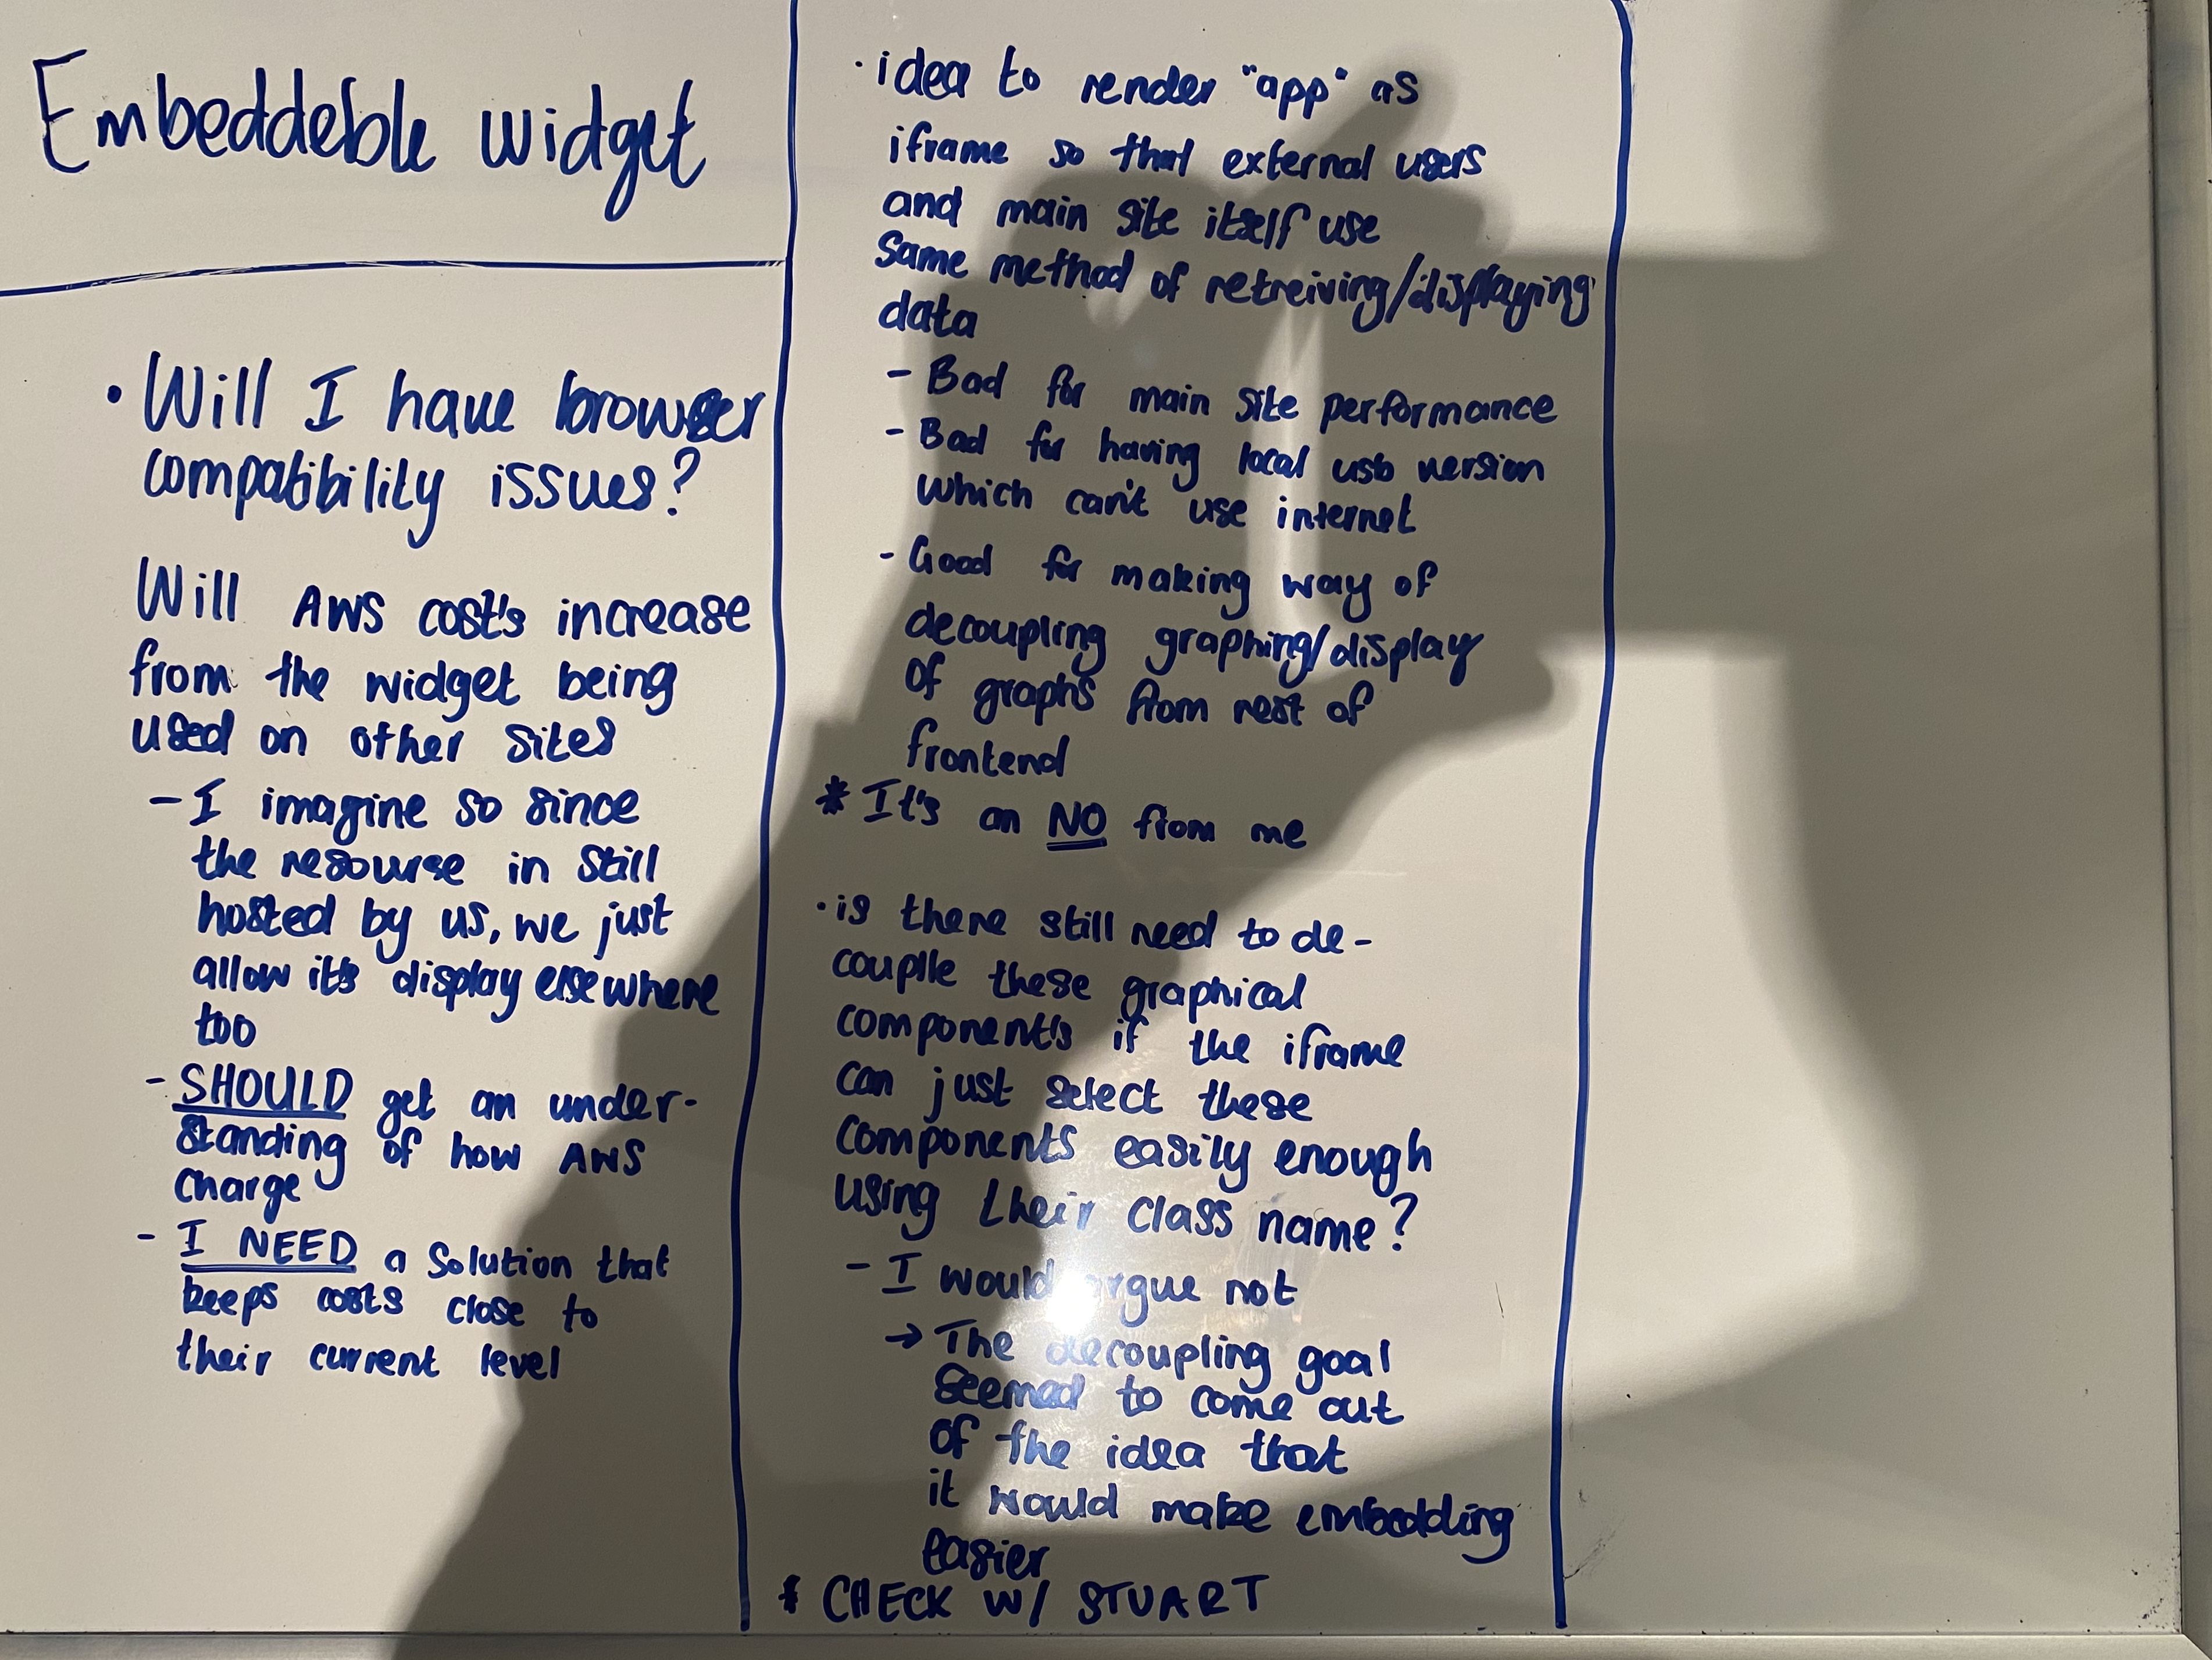 Embeddeble widget
• Will I have browser
compatibility issues?
Will AWS cost's increase
from the widget being
used on other sites
- I imagine so since
the resourse in still
hosted by us, we just
allow it's display elsewhere
too
- SHOULD get an under-
standing of how AWS
charge
- I NEED a solution that
keeps costs close to
their current level
· idea to render "app" as
iframe so that external users
and main site itself use
same method of retreiving/displaying
data
- Bad for main site performance
- Bad for having local usb version
which can't use internet
- Good for making way of
decoupling graphing/display
of graphs from rest of
frontend
* It's an NO from me
· is there still need to de-
couplle these graphical
components if the iframe
can just select these
components easily enough
using their class name?
- I would argue not
→ The decoupling goal
seemed to come out
of the idea that
it would make embedding
easier
* CHECK W/ STUART